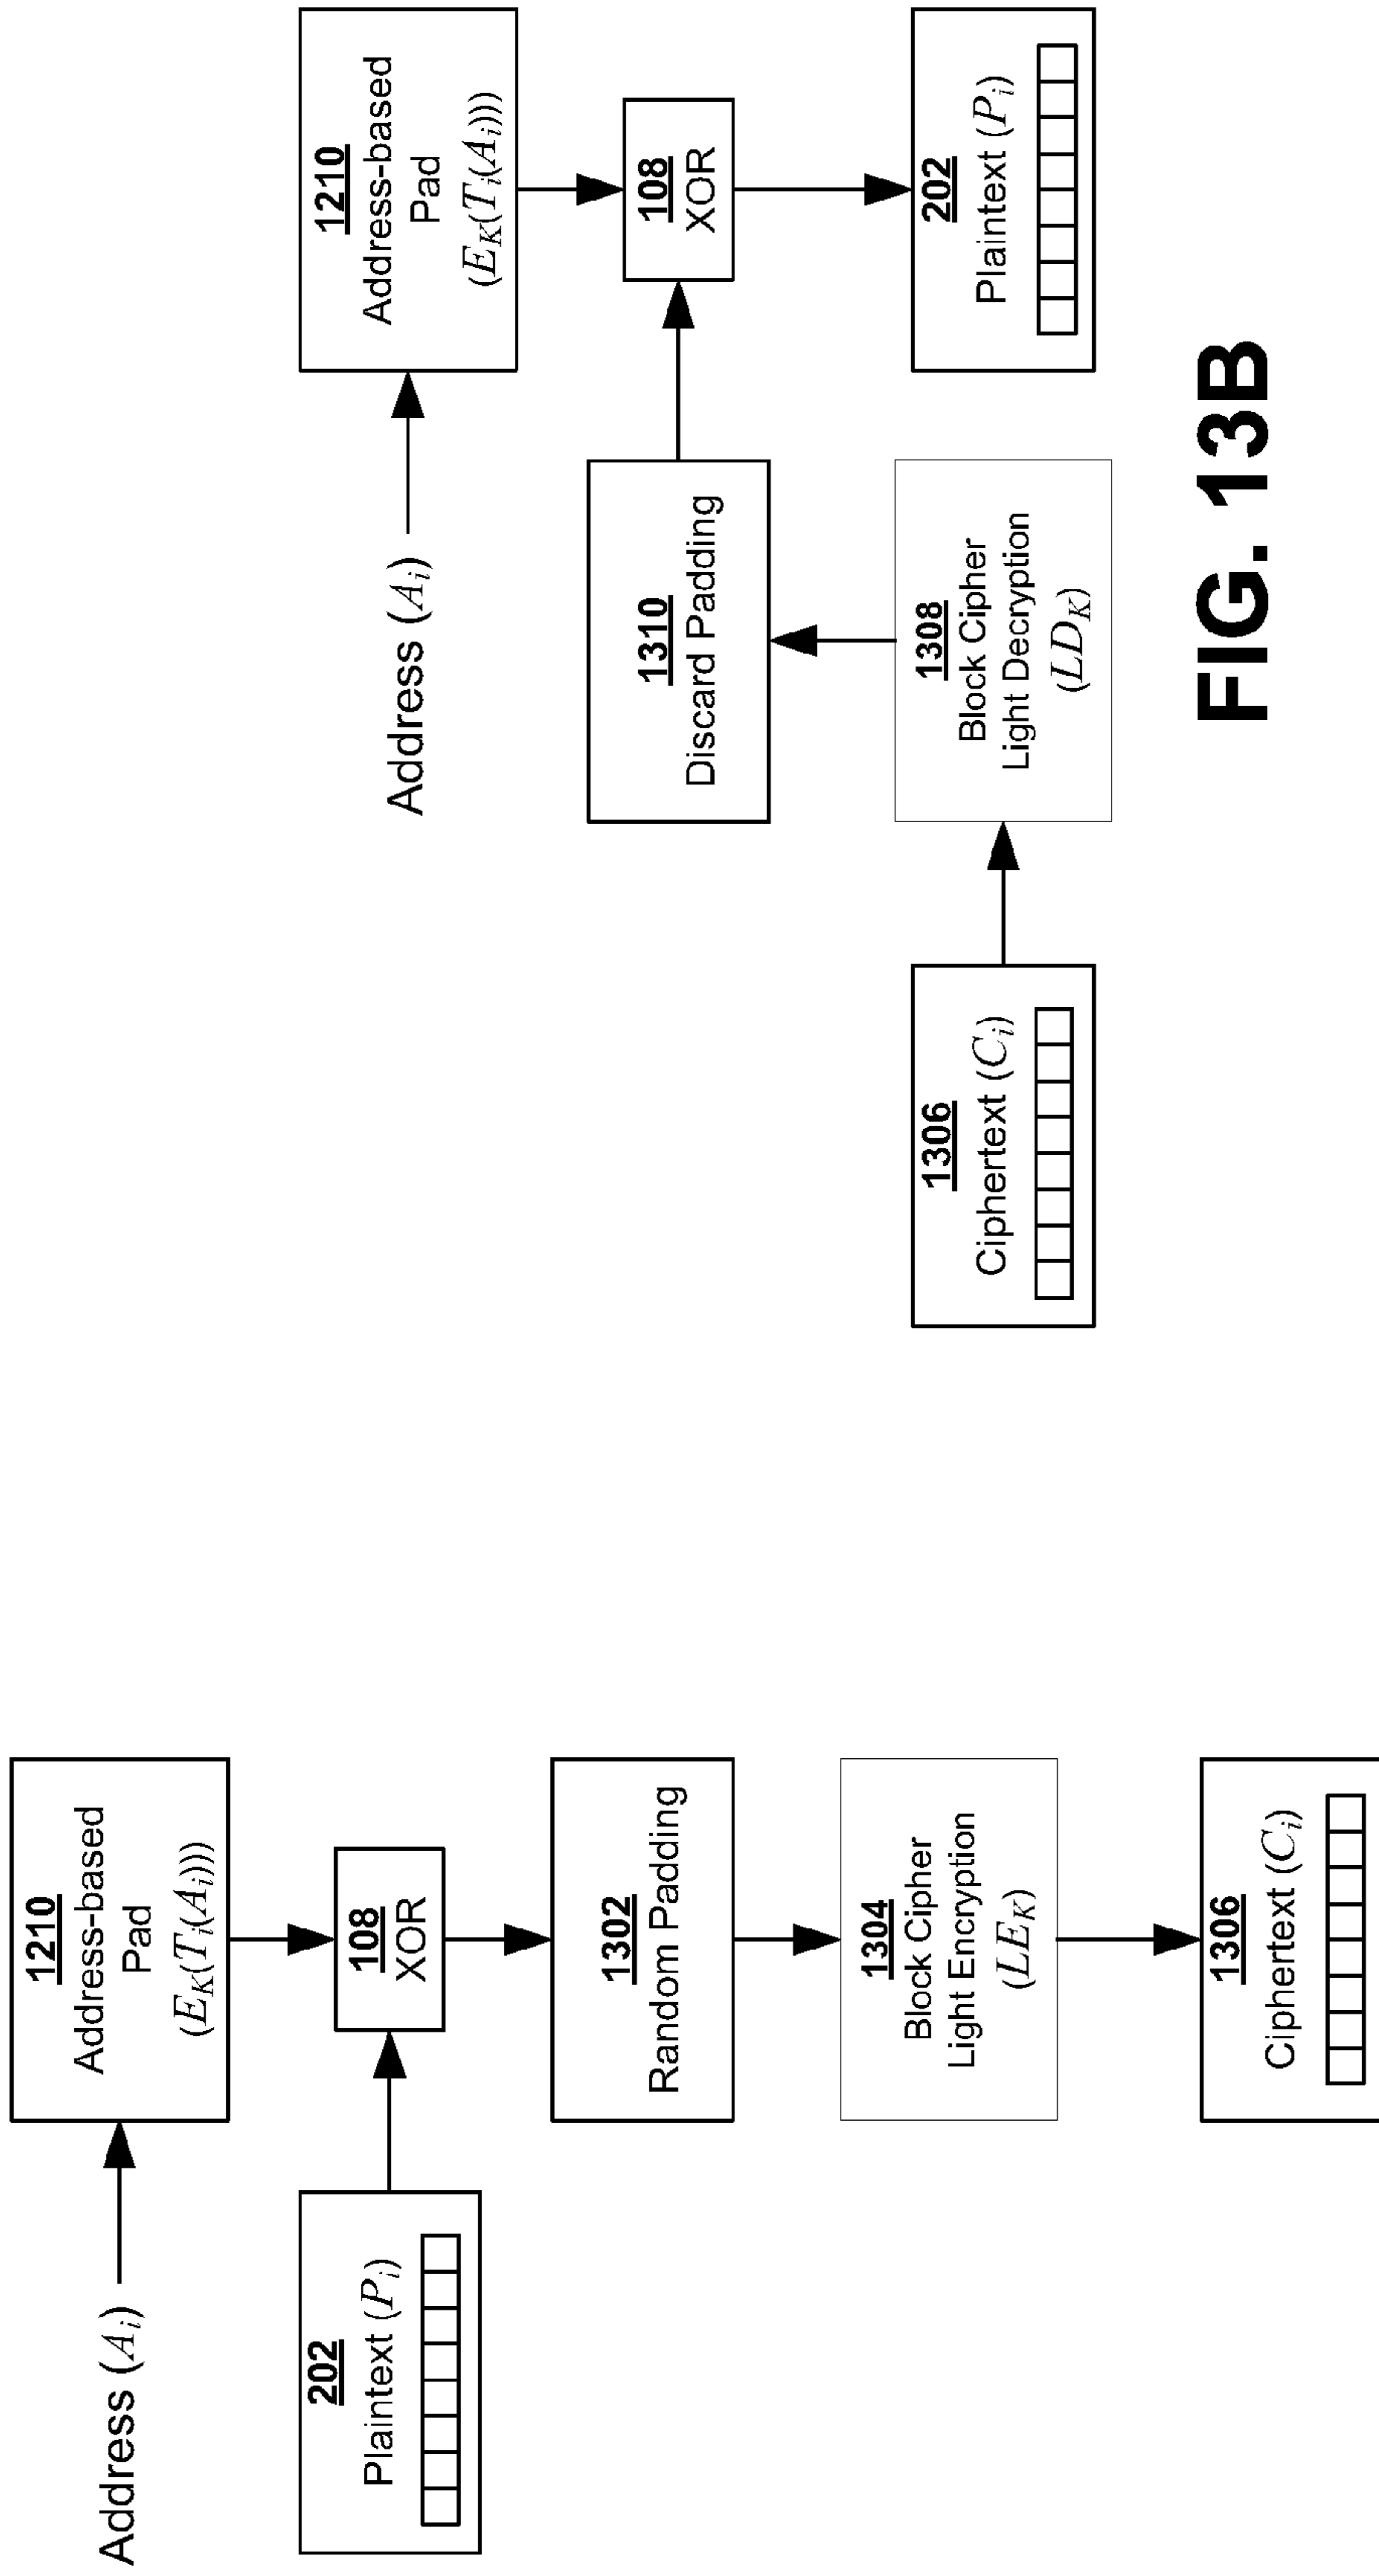 1210
Address-based
Pad
(E_K(T_i(A_i)))
Address (A_i)
108
XOR
202
Plaintext (P_i)
1302
Random Padding
1304
Block Cipher
Light Encryption
(LE_K)
1306
Ciphertext (C_i)
1210
Address-based
Pad
(E_K(T_i(A_i)))
Address (A_i)
108
XOR
1310
Discard Padding
202
Plaintext (P_i)
1308
Block Cipher
Light Decryption
(LD_K)
1306
Ciphertext (C_i)
FIG. 13B